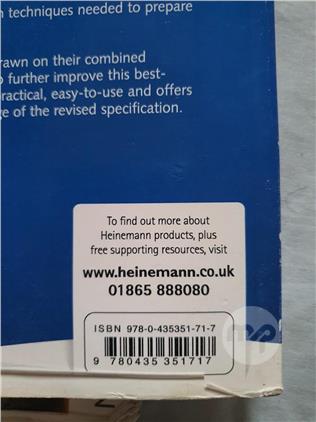 techniques needed to prepare
drawn on their combined
further improve this best-
practical, easy-to-use and offers
of the revised specification.
To find out more about
Heinemann products, plus
free supporting resources, visit
www.heinemann.co.uk
01865 888080
ISBN 978-0-435351-71-7
9 780435 351717